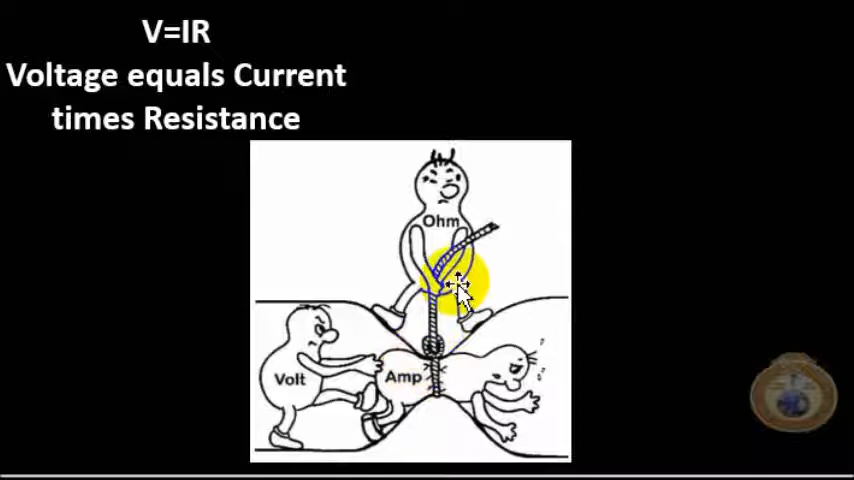 V=IR
Voltage equals Current
times Resistance
Ohm
Volt
Amp